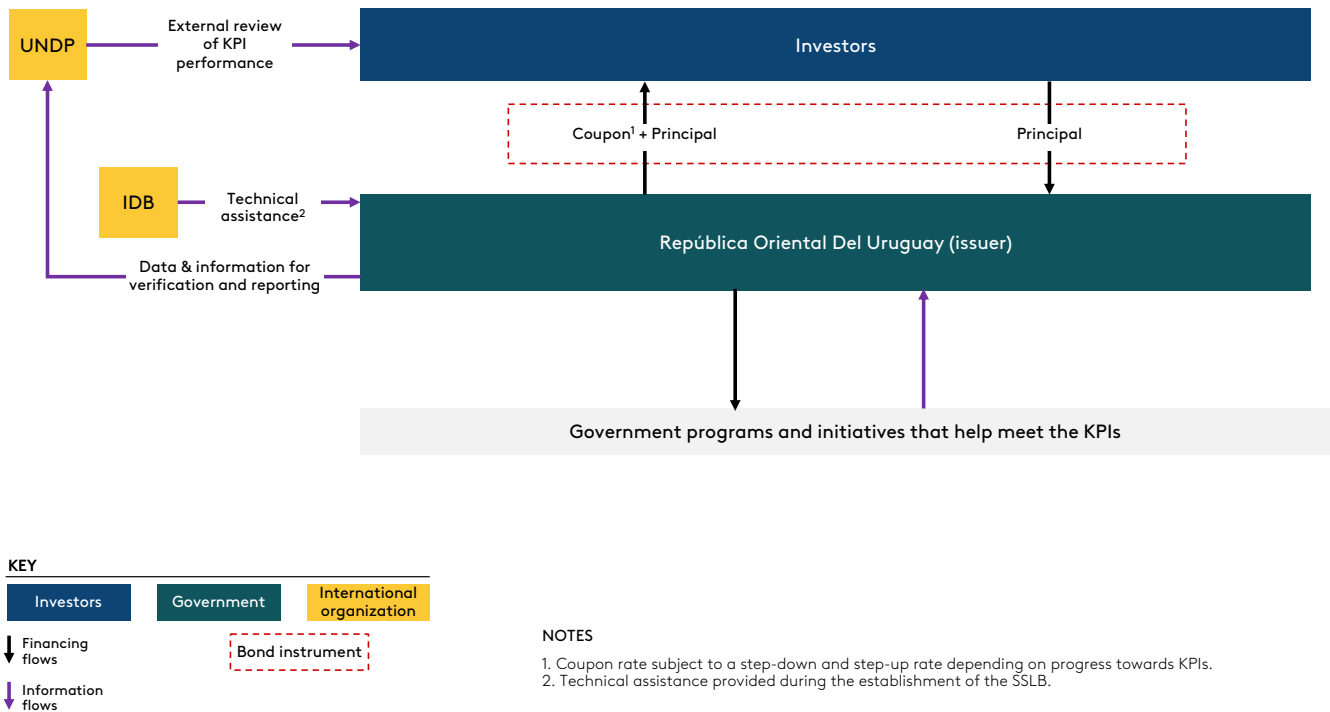 UNDP
External review
of KPI
performance
Investors
Coupon¹ + Principal
Principal
IDB
Technical
assistance²
República Oriental Del Uruguay (issuer)
Data & information for
verification and reporting
Government programs and initiatives that help meet the KPIs
KEY
Investors
Government
International
organization
Financing
flows
Bond instrument
Information
flows
NOTES
1. Coupon rate subject to a step-down and step-up rate depending on progress towards KPIs.
2. Technical assistance provided during the establishment of the SSLB.